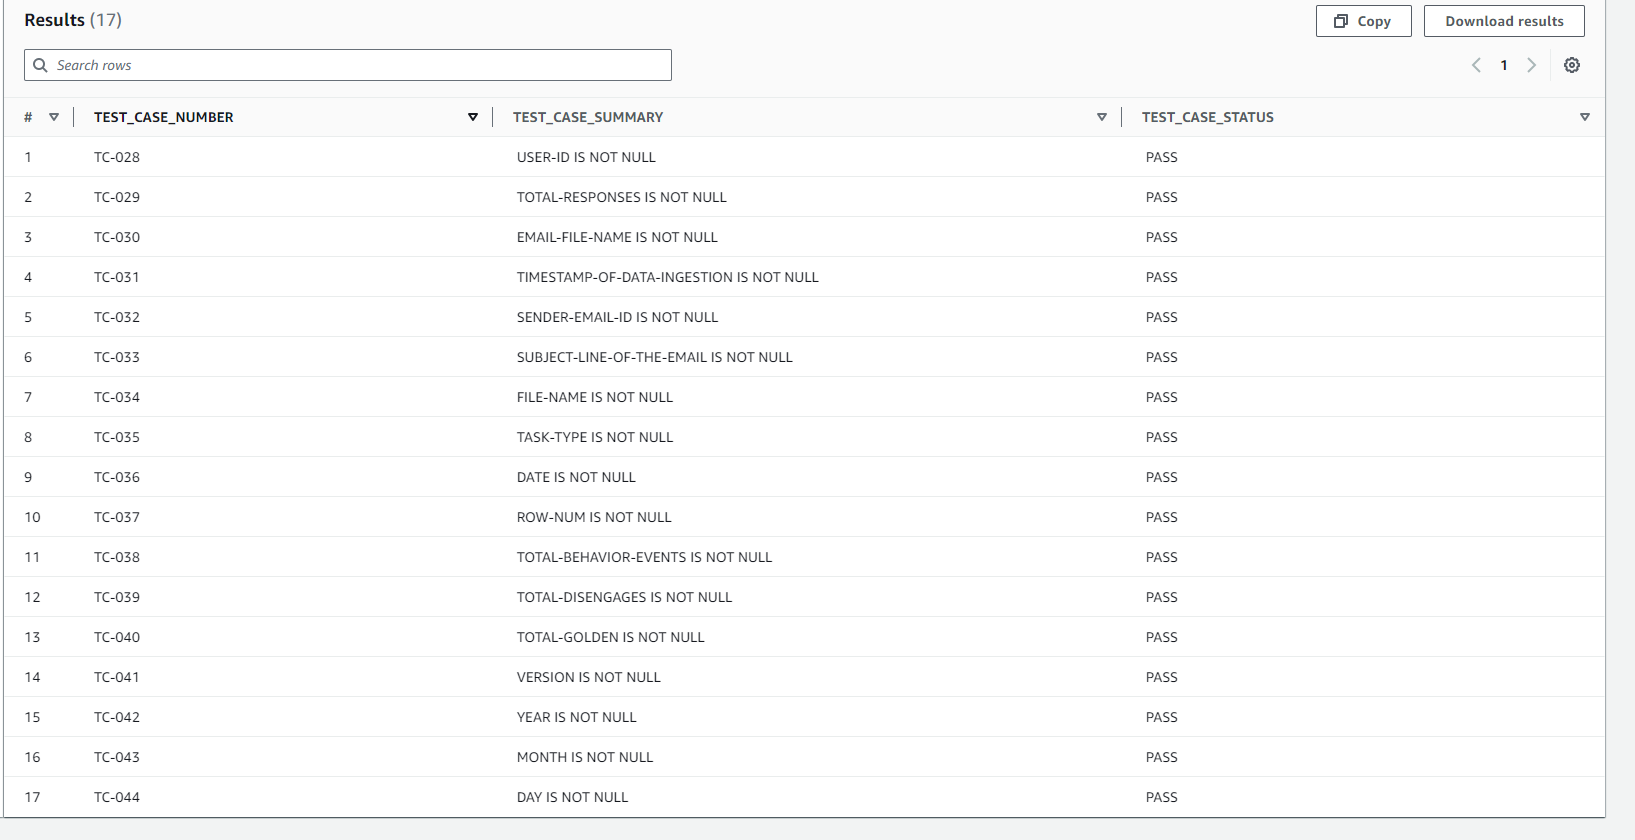 Results (17)
Copy
Download results
Search rows
1
# TEST_CASE_NUMBER TEST_CASE_SUMMARY TEST_CASE_STATUS
1 TC-028 USER-ID IS NOT NULL PASS
2 TC-029 TOTAL-RESPONSES IS NOT NULL PASS
3 TC-030 EMAIL-FILE-NAME IS NOT NULL PASS
4 TC-031 TIMESTAMP-OF-DATA-INGESTION IS NOT NULL PASS
5 TC-032 SENDER-EMAIL-ID IS NOT NULL PASS
6 TC-033 SUBJECT-LINE-OF-THE-EMAIL IS NOT NULL PASS
7 TC-034 FILE-NAME IS NOT NULL PASS
8 TC-035 TASK-TYPE IS NOT NULL PASS
9 TC-036 DATE IS NOT NULL PASS
10 TC-037 ROW-NUM IS NOT NULL PASS
11 TC-038 TOTAL-BEHAVIOR-EVENTS IS NOT NULL PASS
12 TC-039 TOTAL-DISENGAGES IS NOT NULL PASS
13 TC-040 TOTAL-GOLDEN IS NOT NULL PASS
14 TC-041 VERSION IS NOT NULL PASS
15 TC-042 YEAR IS NOT NULL PASS
16 TC-043 MONTH IS NOT NULL PASS
17 TC-044 DAY IS NOT NULL PASS